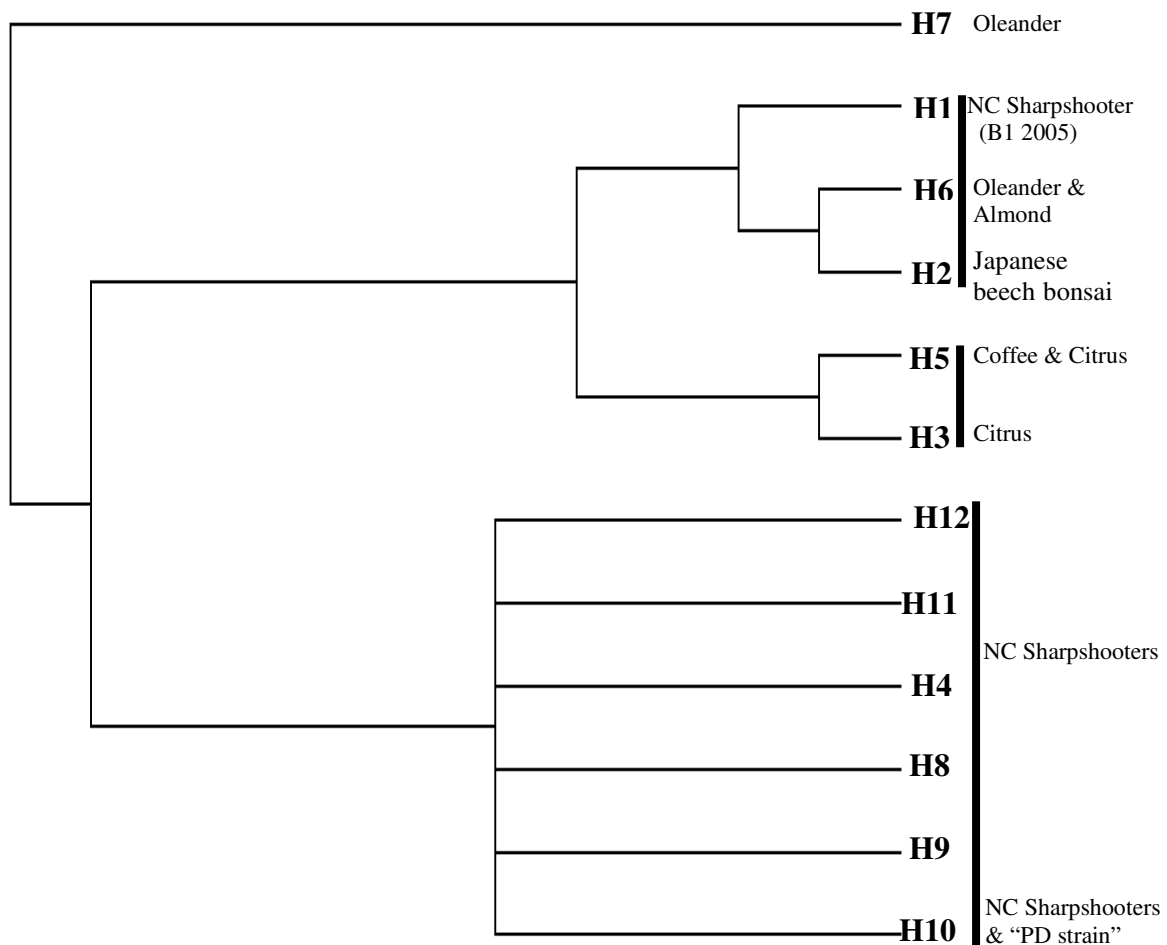 H7 Oleander
H1 NC Sharpshooter
(B1 2005)
H6 Oleander &
Almond
H2 Japanese
beech bonsai
H5 Coffee & Citrus
H3 Citrus
H12
H11
NC Sharpshooters
H4
H8
H9
H10 NC Sharpshooters
& “PD strain”